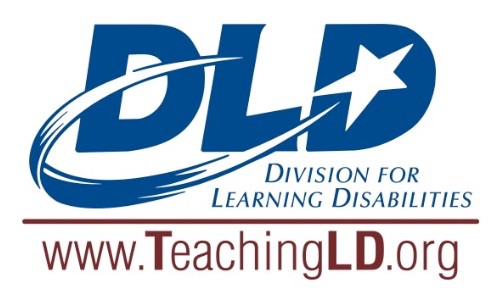 DLD
DIVISION FOR
LEARNING DISABILITIES
www.TeachingLD.org